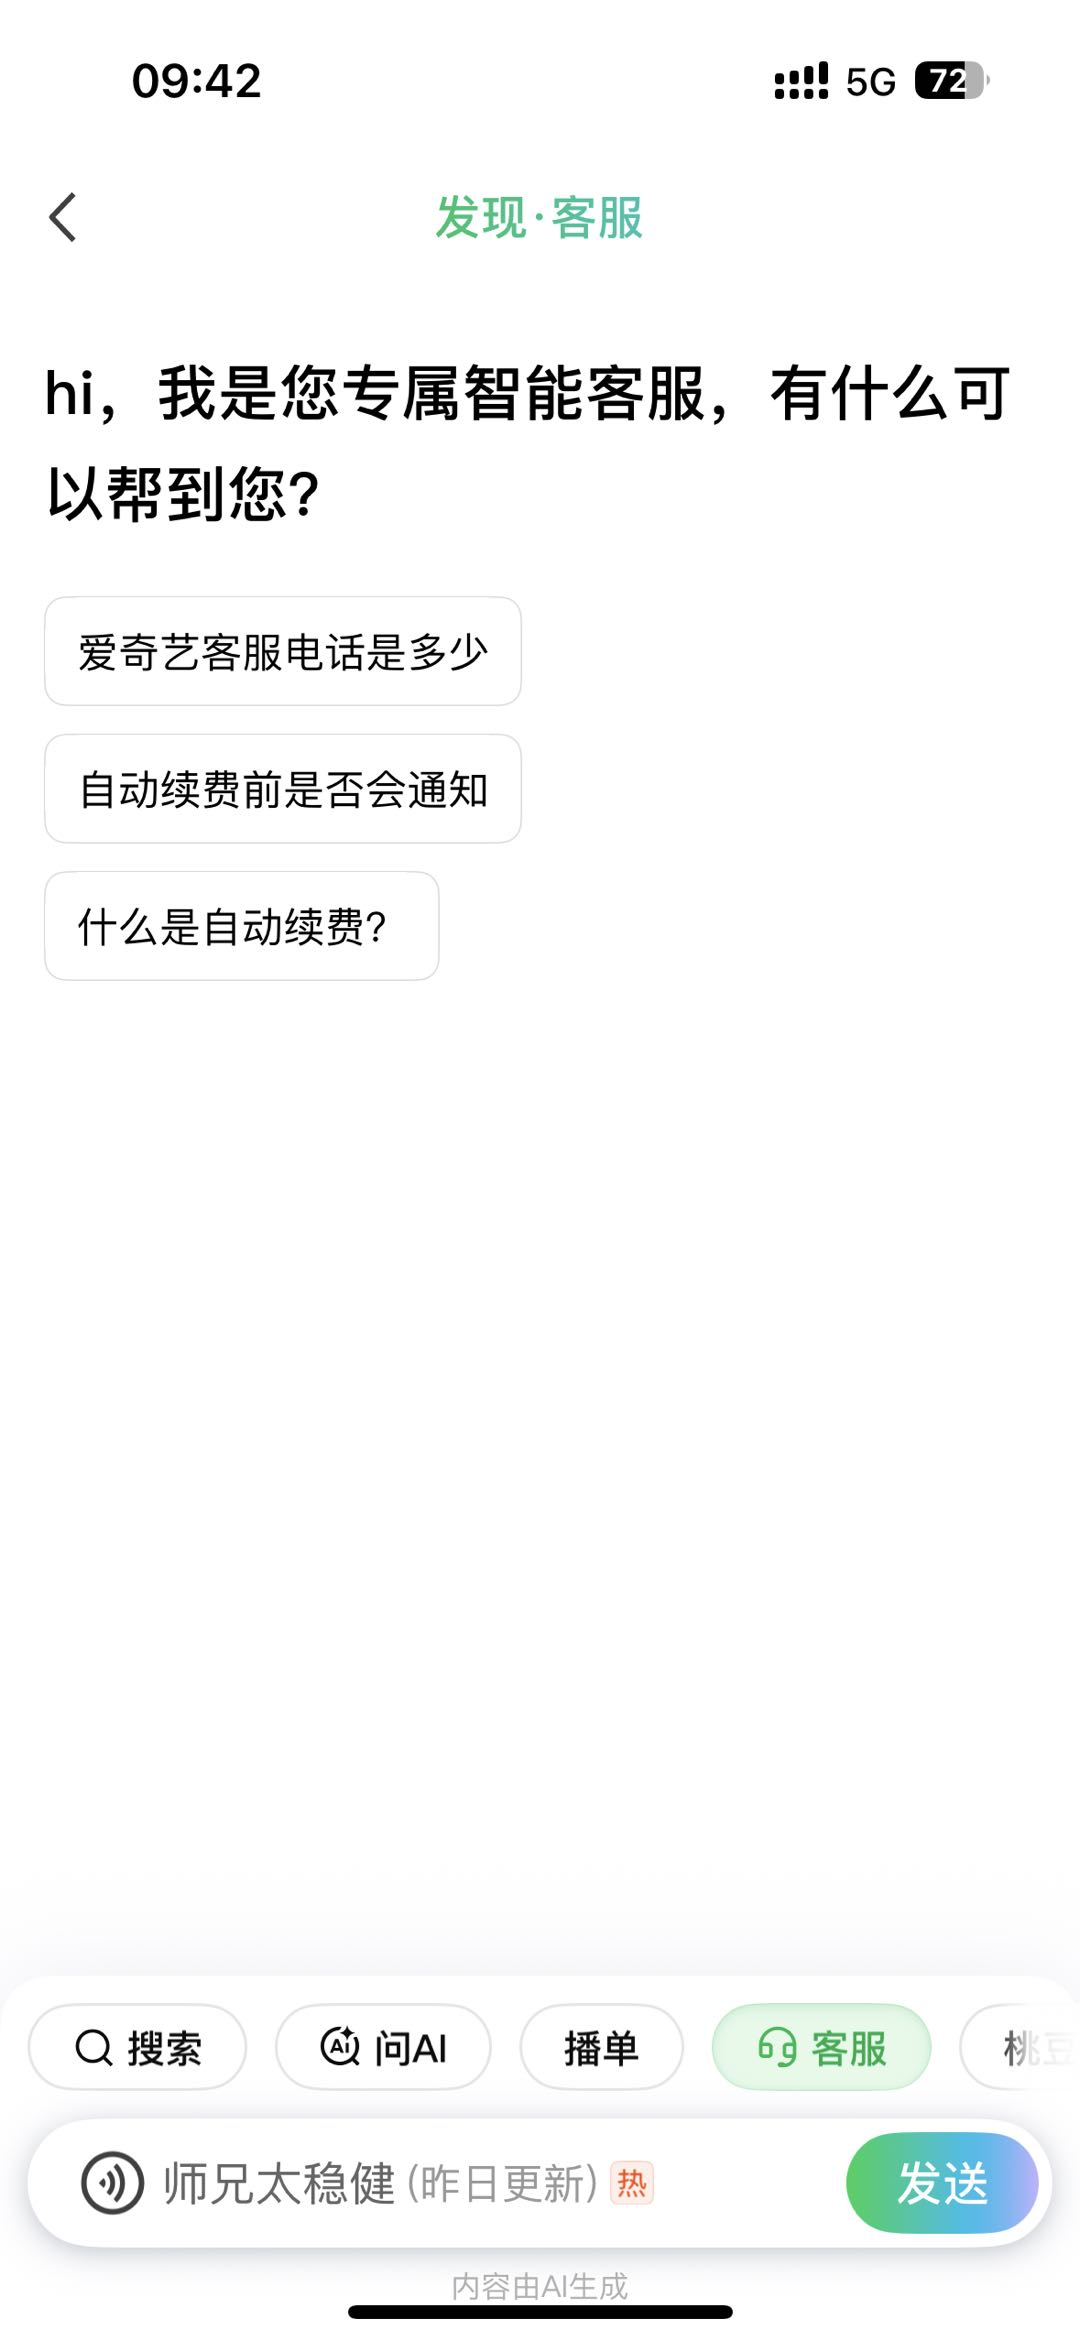 09:42
5G 72
发现·客服
hi，我是您专属智能客服，有什么可
以帮到您?
爱奇艺客服电话是多少
自动续费前是否会通知
什么是自动续费?
搜索 Ai 问AI 播单 客服 桃豆
师兄太稳健 (昨日更新) 热 发送
内容由AI生成